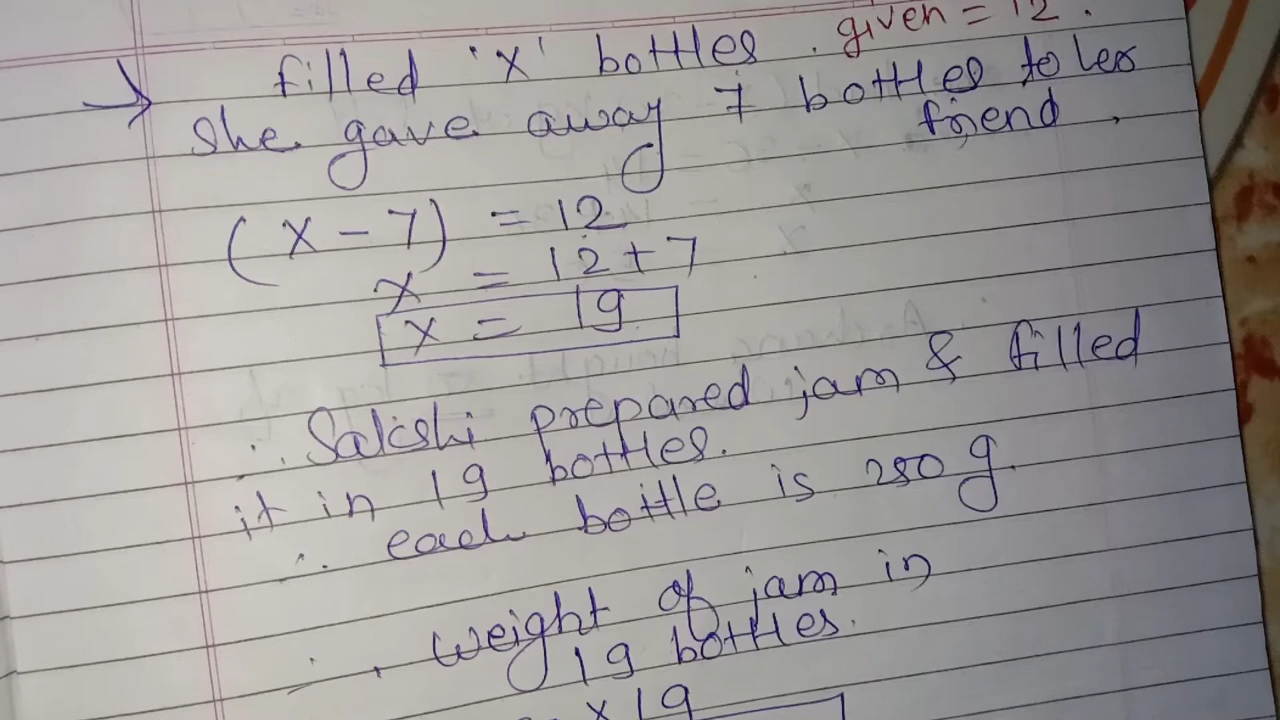 given = 12.
filled 'x' bottles.
She gave away 7 bottles to her
friend.
(x - 7) = 12
x = 12 + 7
x = 19
∴ Sakshi prepared jam & filled
it in 19 bottles.
∴ each bottle is 250 g.
∴ weight of jam in
19 bottles.
x 19